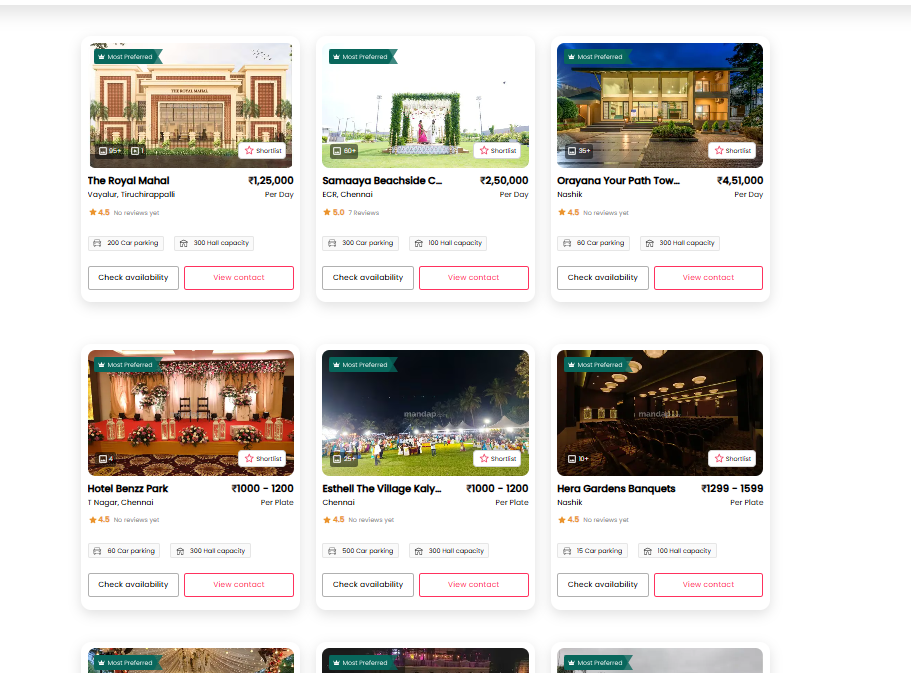 Most Preferred
THE ROYAL MAHAL
95+ 1 Shortlist
The Royal Mahal ₹1,25,000
Vayalur, Tiruchirappalli Per Day
4.5 No reviews yet
200 Car parking 300 Hall capacity
Check availability View contact
Most Preferred
60+ Shortlist
Samaaya Beachside C... ₹2,50,000
ECR, Chennai Per Day
5.0 7 Reviews
300 Car parking 100 Hall capacity
Check availability View contact
Most Preferred
35+ Shortlist
Orayana Your Path Tow... ₹4,51,000
Nashik Per Day
4.5 No reviews yet
60 Car parking 300 Hall capacity
Check availability View contact
Most Preferred
4 Shortlist
Hotel Benzz Park ₹1000 - 1200
T Nagar, Chennai Per Plate
4.5 No reviews yet
60 Car parking 300 Hall capacity
Check availability View contact
Most Preferred
mandap
25+ Shortlist
Esthell The Village Kaly... ₹1000 - 1200
Chennai Per Plate
4.5 No reviews yet
500 Car parking 300 Hall capacity
Check availability View contact
Most Preferred
mandap
10+ Shortlist
Hera Gardens Banquets ₹1299 - 1599
Nashik Per Plate
4.5 No reviews yet
15 Car parking 100 Hall capacity
Check availability View contact
Most Preferred
Most Preferred
Most Preferred